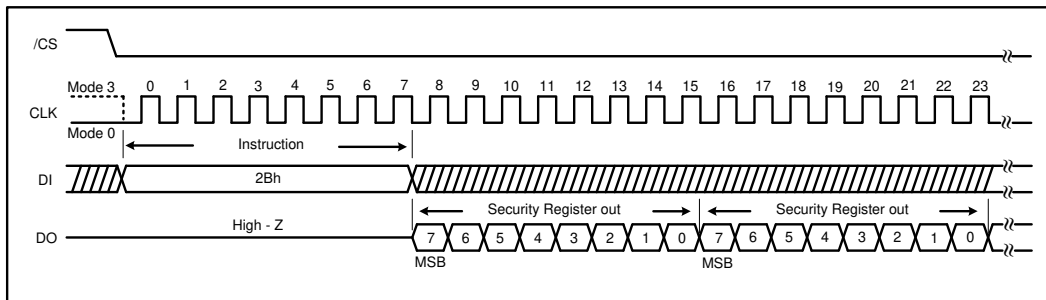 /CS
Mode 3 0 1 2 3 4 5 6 7 8 9 10 11 12 13 14 15 16 17 18 19 20 21 22 23
CLK
Mode 0
Instruction
DI 2Bh
Security Register out Security Register out
DO High - Z 7 6 5 4 3 2 1 0 7 6 5 4 3 2 1 0
MSB MSB